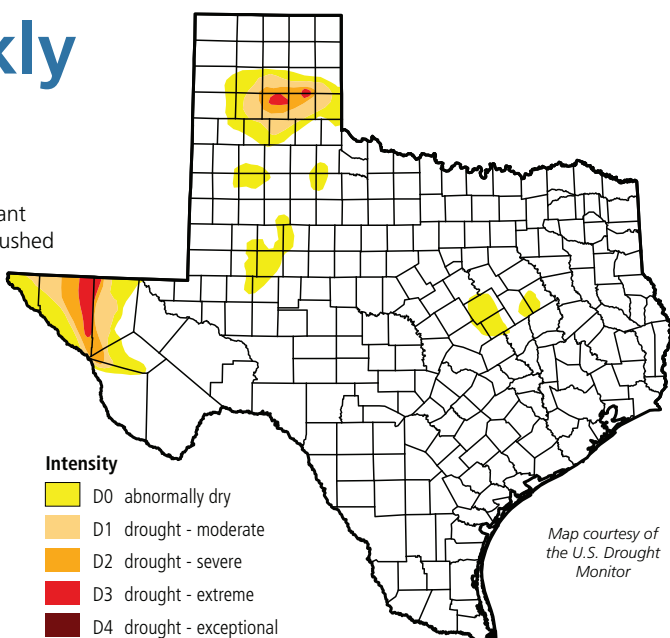 kly
ant
ushed
Intensity
D0 abnormally dry
D1 drought - moderate
D2 drought - severe
D3 drought - extreme
D4 drought - exceptional
Map courtesy of
the U.S. Drought
Monitor